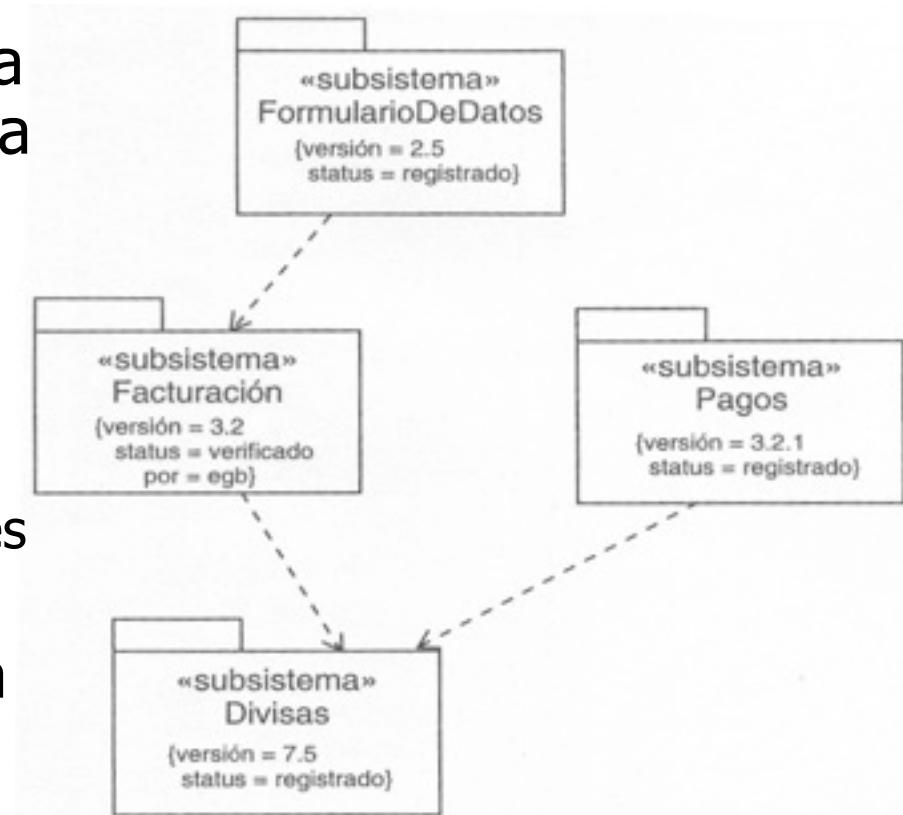 a
a
«subsistema»
FormularioDeDatos
{versión = 2.5
status = registrado}
«subsistema»
Facturación
{versión = 3.2
status = verificado
por = egb}
«subsistema»
Pagos
{versión = 3.2.1
status = registrado}
es
«subsistema»
Divisas
{versión = 7.5
status = registrado}